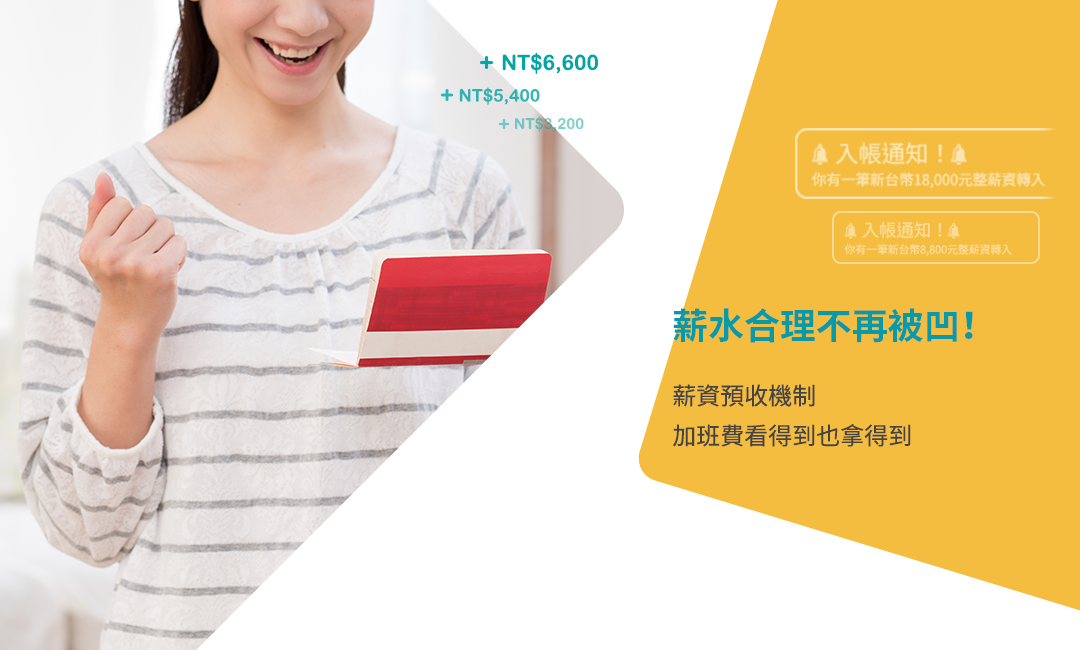 + NT$6,600
+ NT$5,400
+ NT$3,200
入帳通知！
你有一筆新台幣18,000元整薪資轉入
入帳通知！
你有一筆新台幣8,800元整薪資轉入
薪水合理不再被凹！
薪資預收機制
加班費看得到也拿得到